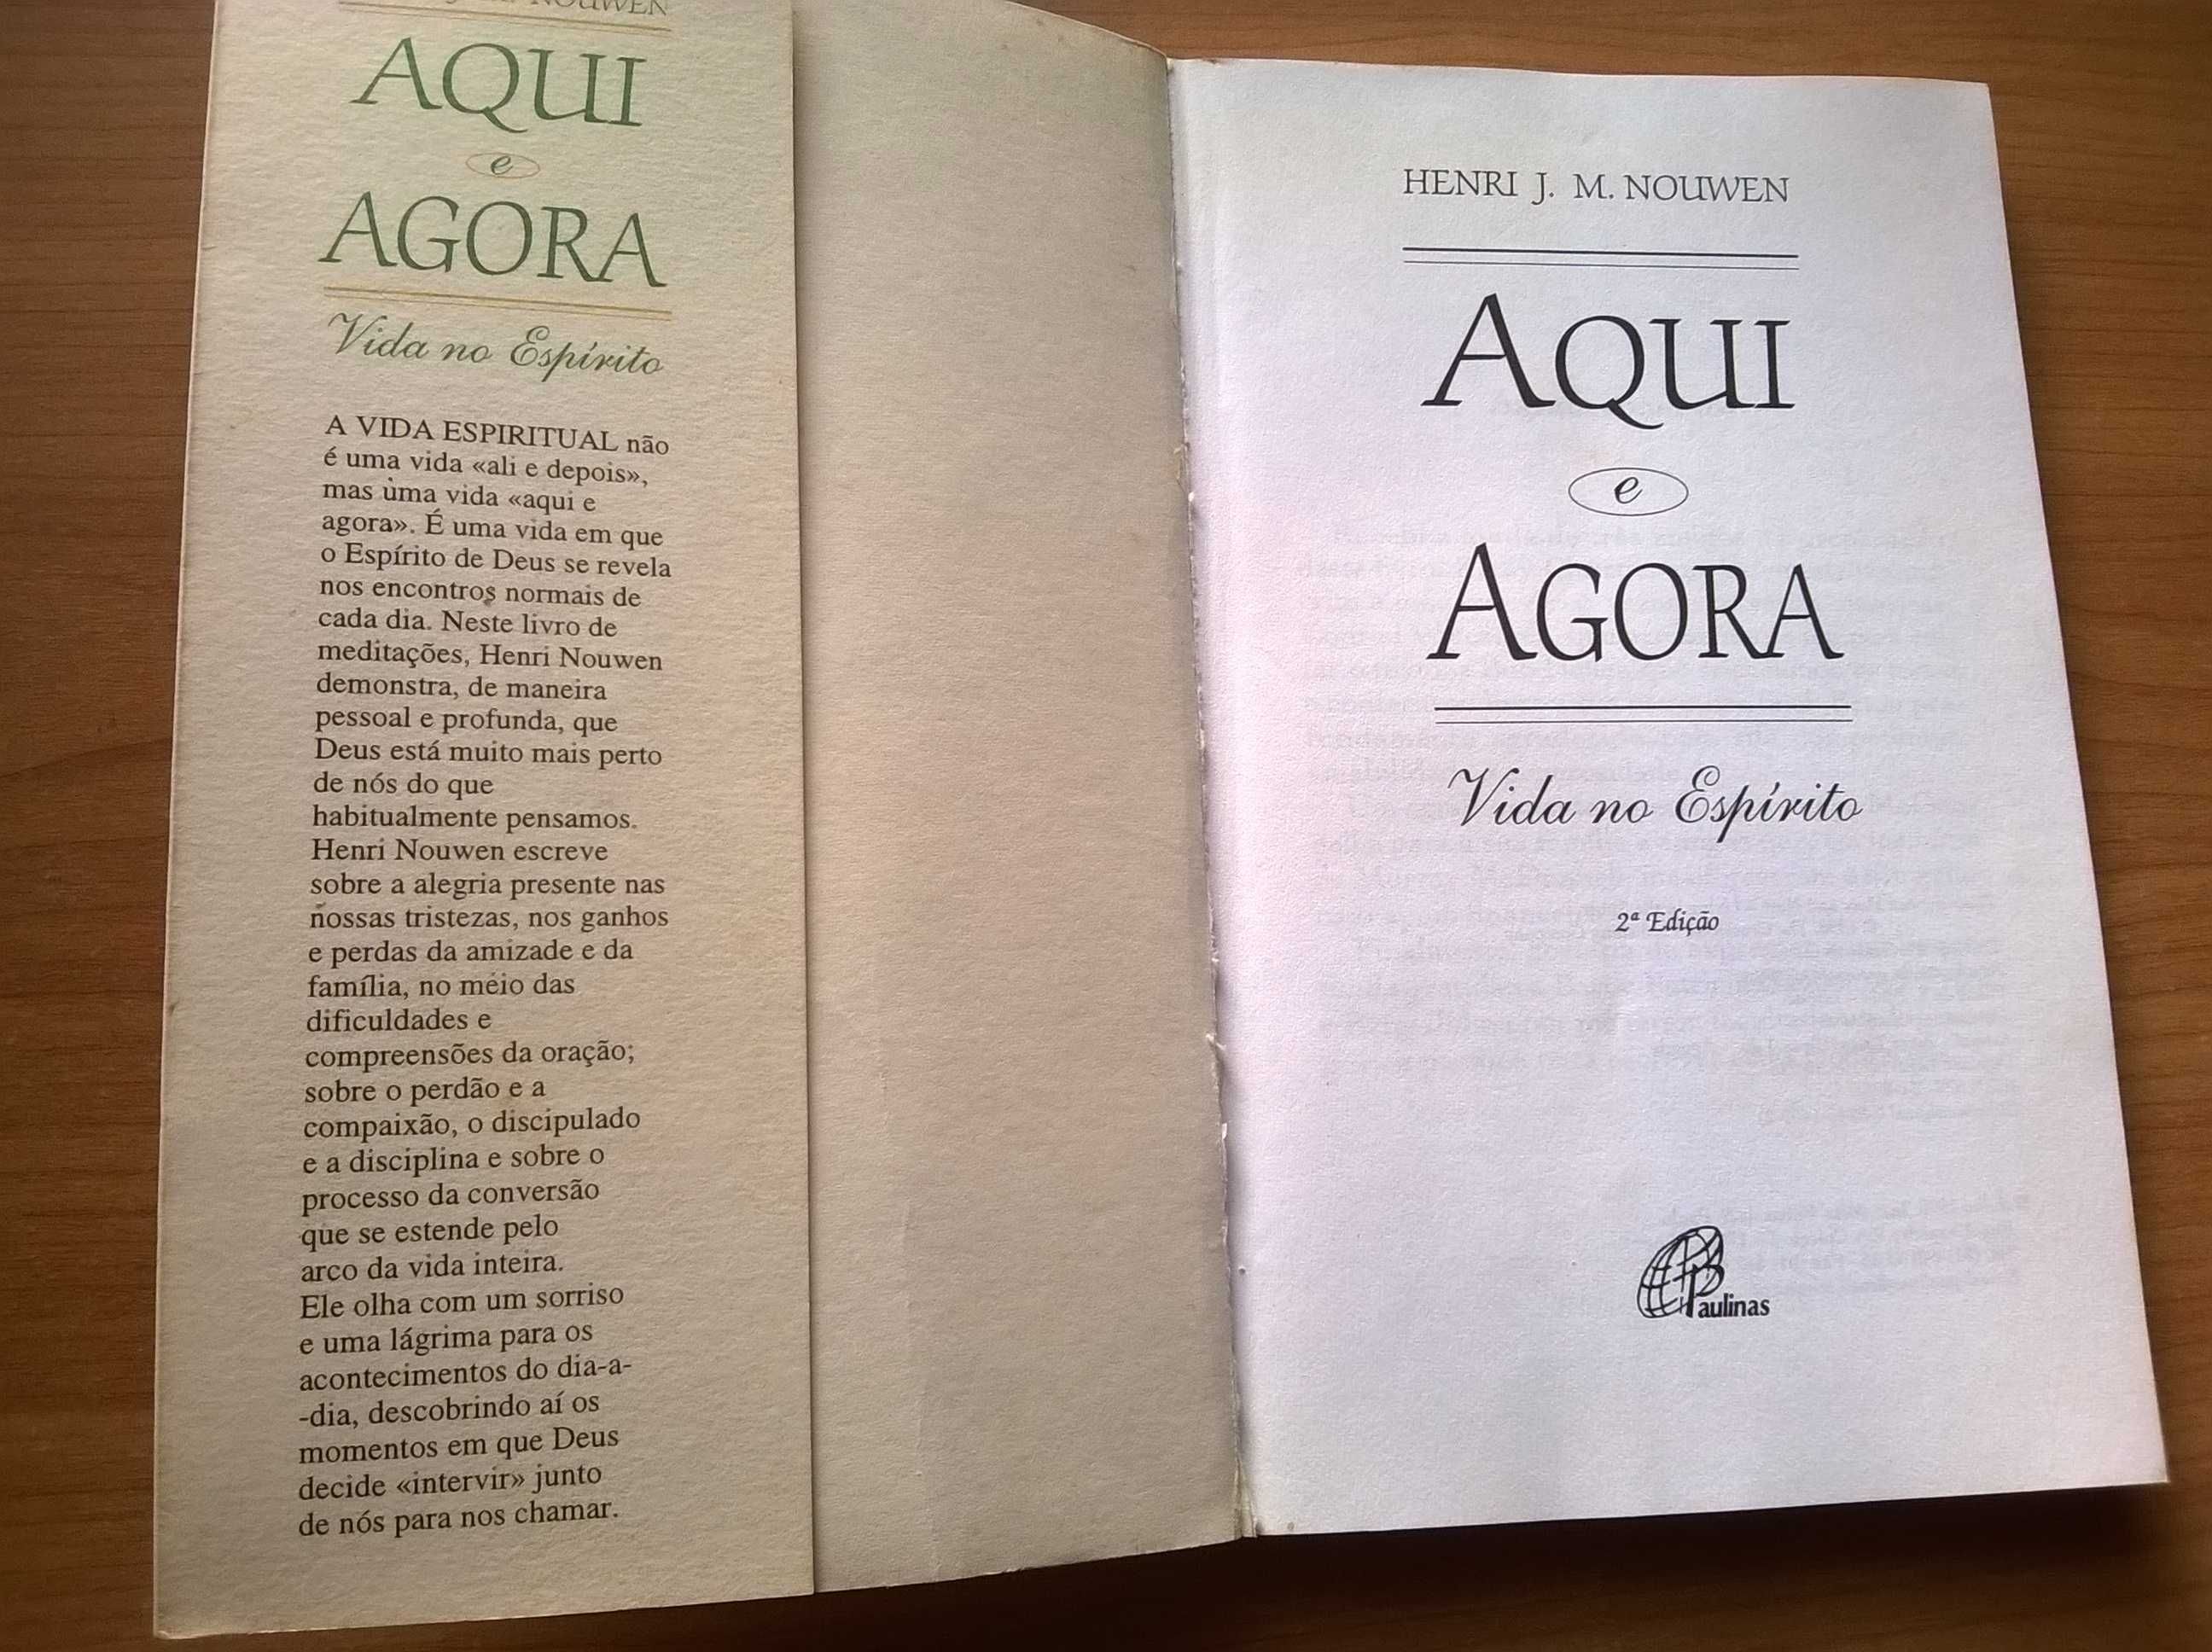 NOUWEN
AQUI
e
AGORA
Vida no Espírito
A VIDA ESPIRITUAL não
é uma vida «ali e depois»,
mas uma vida «aqui e
agora». É uma vida em que
o Espírito de Deus se revela
nos encontros normais de
cada dia. Neste livro de
meditações, Henri Nouwen
demonstra, de maneira
pessoal e profunda, que
Deus está muito mais perto
de nós do que
habitualmente pensamos.
Henri Nouwen escreve
sobre a alegria presente nas
nossas tristezas, nos ganhos
e perdas da amizade e da
família, no meio das
dificuldades e
compreensões da oração;
sobre o perdão e a
compaixão, o discipulado
e a disciplina e sobre o
processo da conversão
que se estende pelo
arco da vida inteira.
Ele olha com um sorriso
e uma lágrima para os
acontecimentos do dia-a-
-dia, descobrindo aí os
momentos em que Deus
decide «intervir» junto
de nós para nos chamar.
HENRI J. M. NOUWEN
AQUI
e
AGORA
Vida no Espírito
2ª Edição
Paulinas